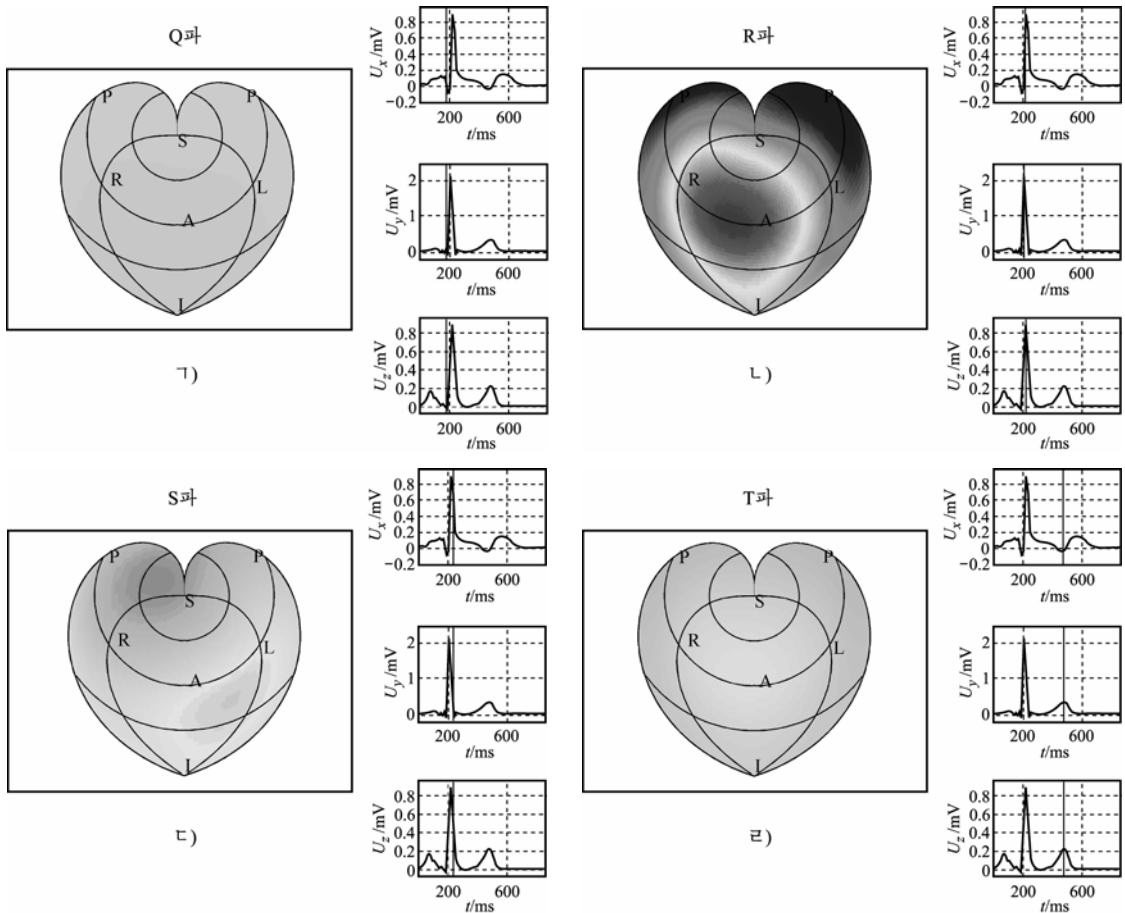 Q파
P P
S
R L
A
I
U_x/mV
0.8
0.6
0.4
0.2
0
−0.2
200 600
t/ms
U_y/mV
2
1
0
200 600
t/ms
U_z/mV
0.8
0.6
0.4
0.2
0
200 600
t/ms
ㄱ)
R파
P P
S
R L
A
I
U_x/mV
0.8
0.6
0.4
0.2
0
−0.2
200 600
t/ms
U_y/mV
2
1
0
200 600
t/ms
U_z/mV
0.8
0.6
0.4
0.2
0
200 600
t/ms
ㄴ)
S파
P P
S
R L
A
I
U_x/mV
0.8
0.6
0.4
0.2
0
−0.2
200 600
t/ms
U_y/mV
2
1
0
200 600
t/ms
U_z/mV
0.8
0.6
0.4
0.2
0
200 600
t/ms
ㄷ)
T파
P P
S
R L
A
I
U_x/mV
0.8
0.6
0.4
0.2
0
−0.2
200 600
t/ms
U_y/mV
2
1
0
200 600
t/ms
U_z/mV
0.8
0.6
0.4
0.2
0
200 600
t/ms
ㄹ)